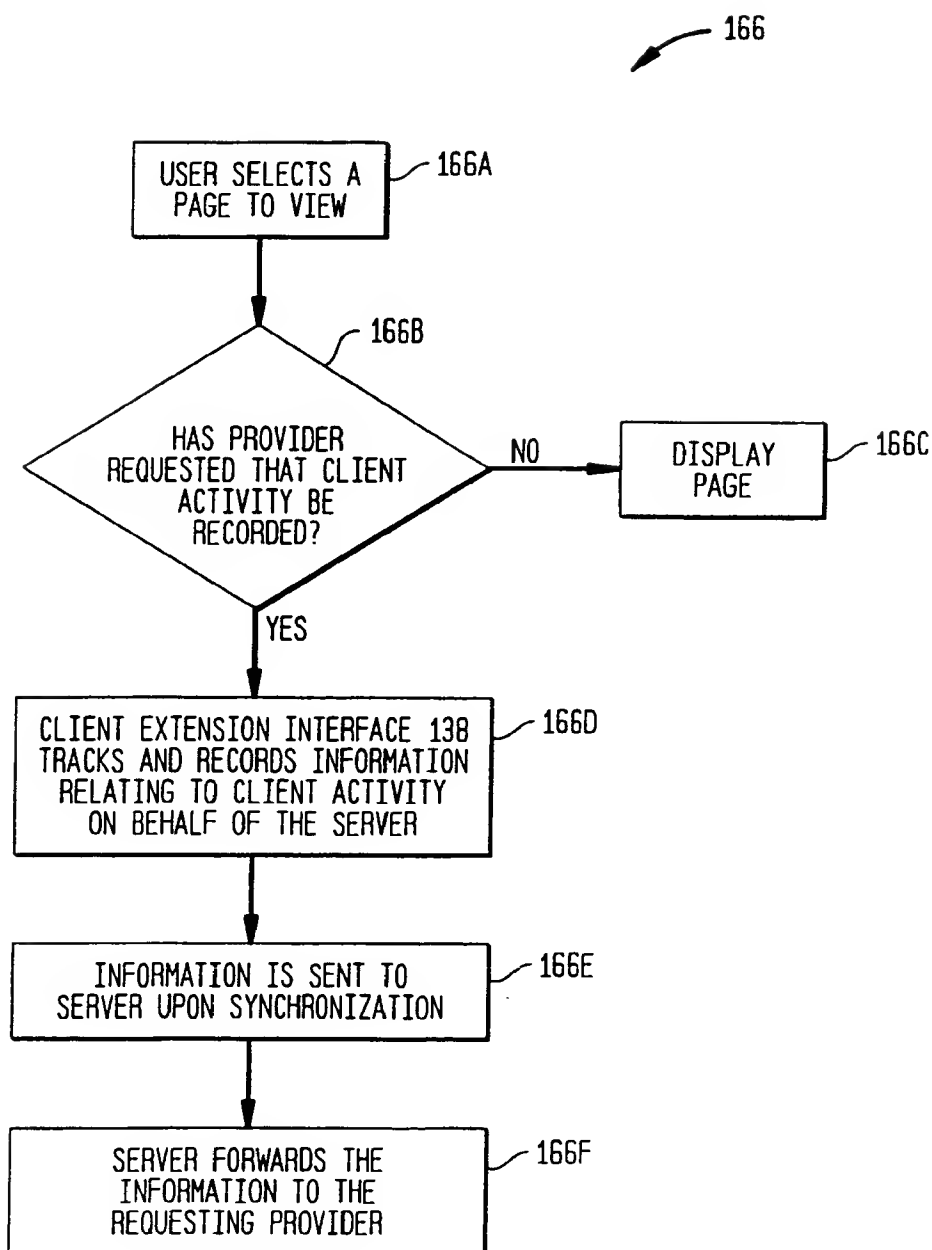 166
USER SELECTS A
PAGE TO VIEW
166A
166B
HAS PROVIDER
REQUESTED THAT CLIENT
ACTIVITY BE
RECORDED?
NO
DISPLAY
PAGE
166C
YES
CLIENT EXTENSION INTERFACE 138
TRACKS AND RECORDS INFORMATION
RELATING TO CLIENT ACTIVITY
ON BEHALF OF THE SERVER
166D
INFORMATION IS SENT TO
SERVER UPON SYNCHRONIZATION
166E
SERVER FORWARDS THE
INFORMATION TO THE
REQUESTING PROVIDER
166F